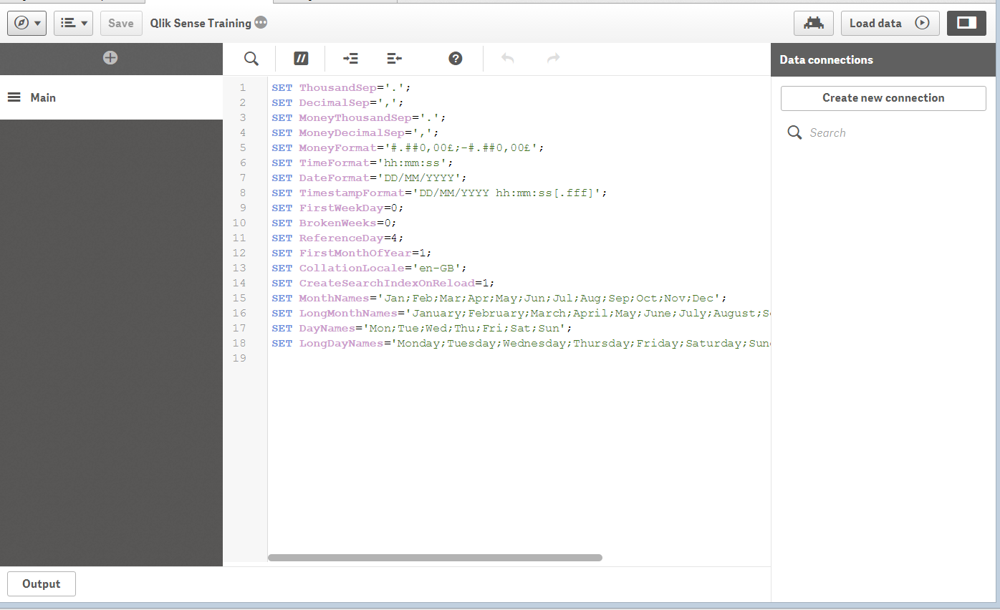 Save
Qlik Sense Training
Load data
Main
Data connections
Create new connection
Search
1 SET ThousandSep='.';
2 SET DecimalSep=',';
3 SET MoneyThousandSep='.';
4 SET MoneyDecimalSep=',';
5 SET MoneyFormat='#.##0,00£;-#.##0,00£';
6 SET TimeFormat='hh:mm:ss';
7 SET DateFormat='DD/MM/YYYY';
8 SET TimestampFormat='DD/MM/YYYY hh:mm:ss[.fff]';
9 SET FirstWeekDay=0;
10 SET BrokenWeeks=0;
11 SET ReferenceDay=4;
12 SET FirstMonthOfYear=1;
13 SET CollationLocale='en-GB';
14 SET CreateSearchIndexOnReload=1;
15 SET MonthNames='Jan;Feb;Mar;Apr;May;Jun;Jul;Aug;Sep;Oct;Nov;Dec';
16 SET LongMonthNames='January;February;March;April;May;June;July;August;
17 SET DayNames='Mon;Tue;Wed;Thu;Fri;Sat;Sun';
18 SET LongDayNames='Monday;Tuesday;Wednesday;Thursday;Friday;Saturday;
19
Output